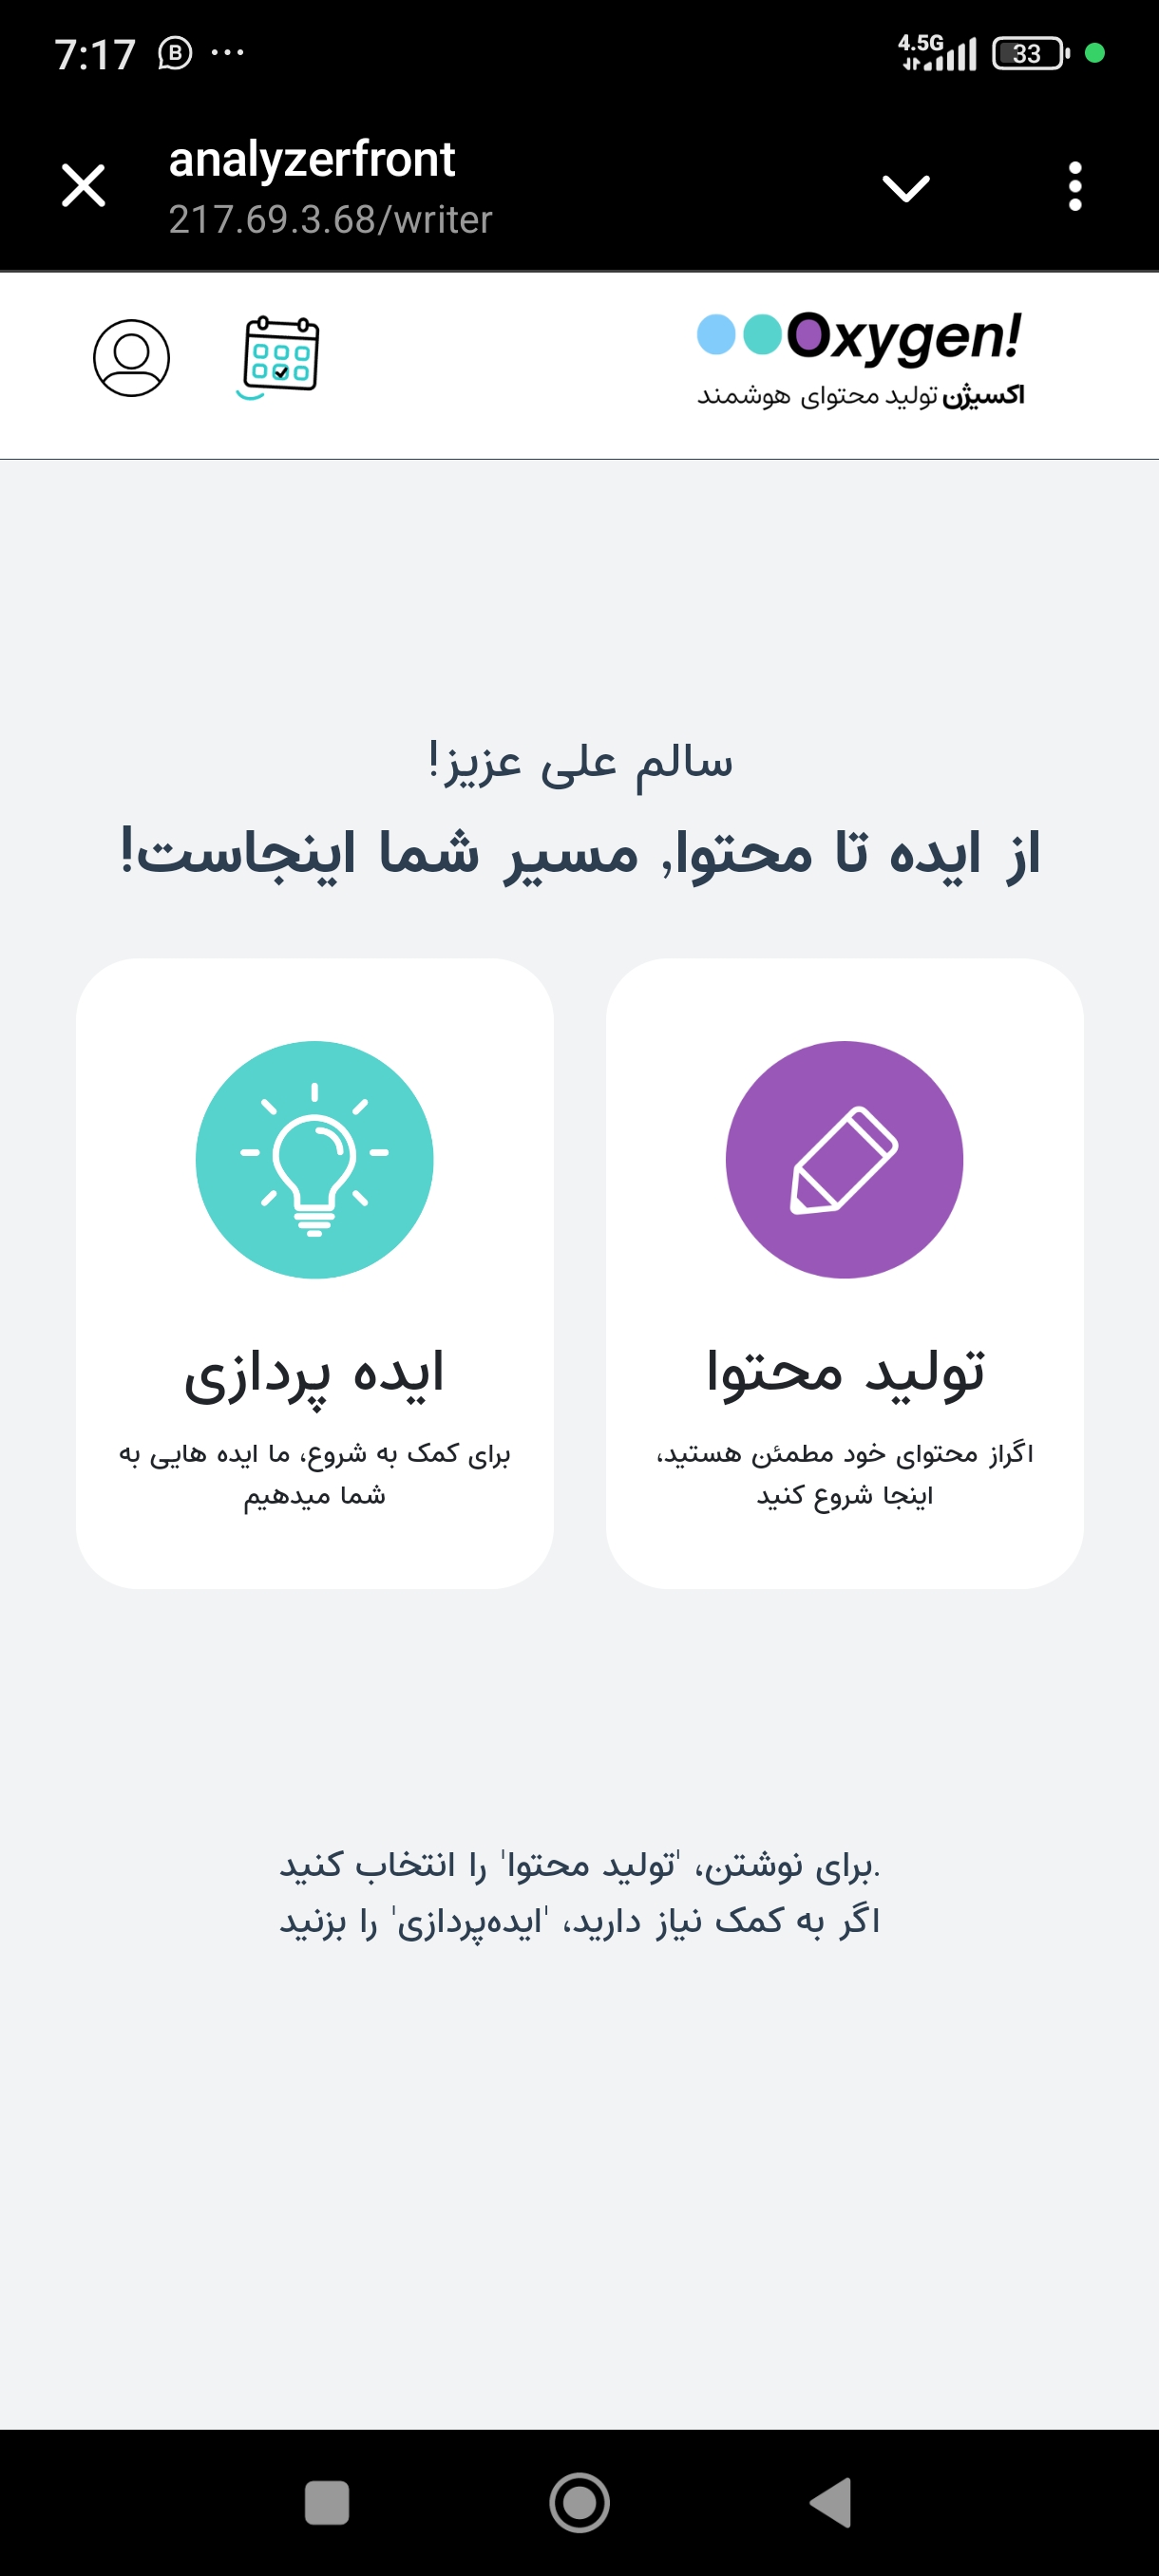 7:17
4.5G
33
analyzerfront
217.69.3.68/writer
Oxygen!
اکسیژن تولید محتوای هوشمند
سالم علی عزیز!
از ایده تا محتوا, مسیر شما اینجاست!
تولید محتوا
اگراز محتوای خود مطمئن هستید،
اینجا شروع کنید
ایده پردازی
برای کمک به شروع، ما ایده هایی به
شما میدهیم
.برای نوشتن، 'تولید محتوا' را انتخاب کنید
اگر به کمک نیاز دارید، 'ایده‌پردازی' را بزنید